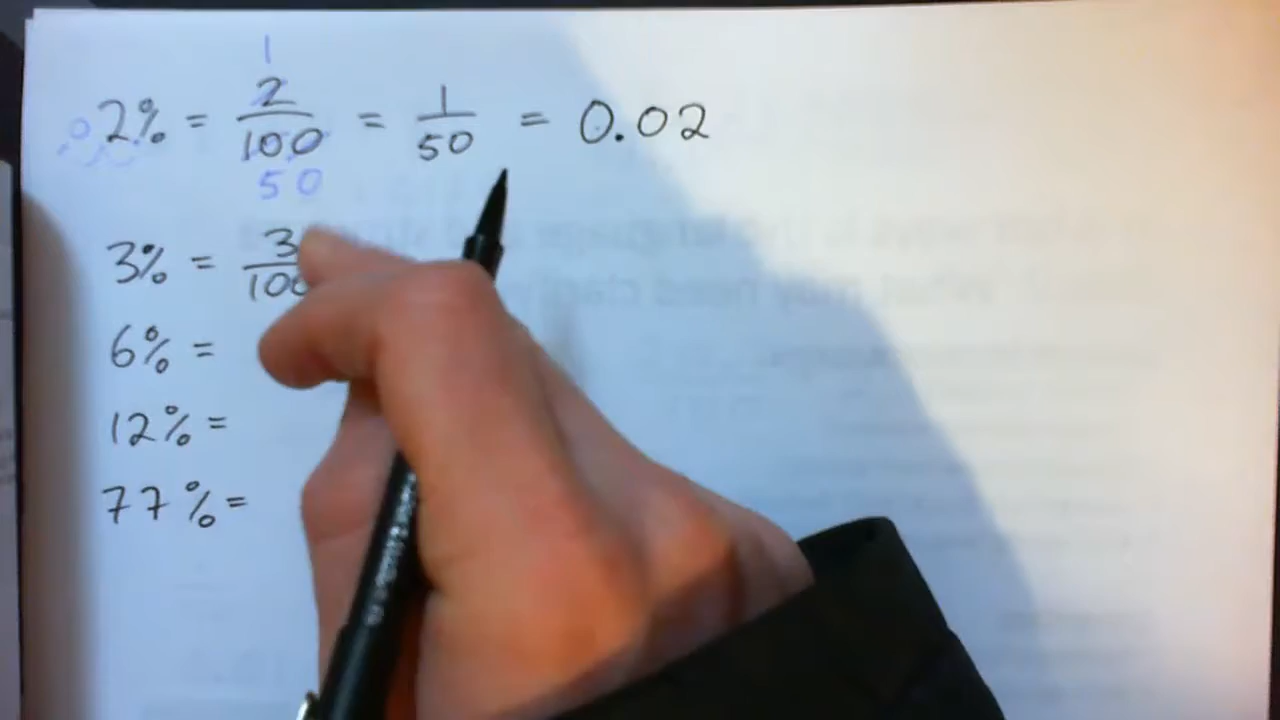 1
2% = 2/100 = 1/50 = 0.02
50
3% = 3/100
6% =
12% =
77% =